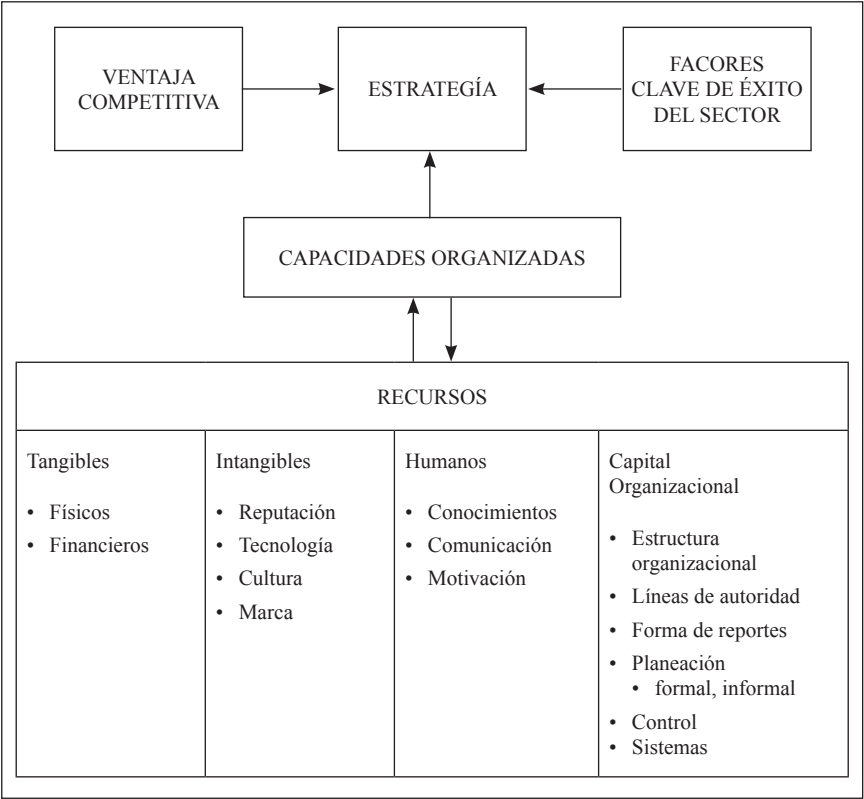 VENTAJA
COMPETITIVA
ESTRATEGÍA
FACORES
CLAVE DE ÉXITO
DEL SECTOR
CAPACIDADES ORGANIZADAS
RECURSOS
Tangibles
• Físicos
• Financieros
Intangibles
• Reputación
• Tecnología
• Cultura
• Marca
Humanos
• Conocimientos
• Comunicación
• Motivación
Capital
Organizacional
• Estructura
organizacional
• Líneas de autoridad
• Forma de reportes
• Planeación
• formal, informal
• Control
• Sistemas